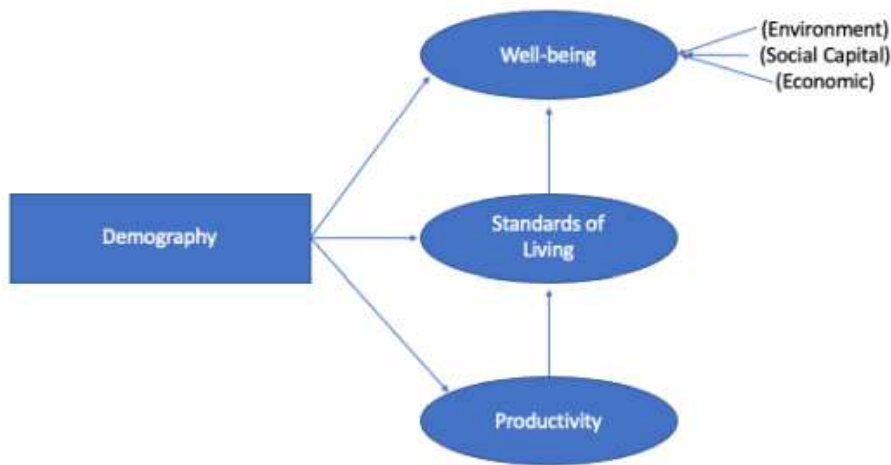 Well-being
(Environment)
(Social Capital)
(Economic)
Demography
Standards of
Living
Productivity